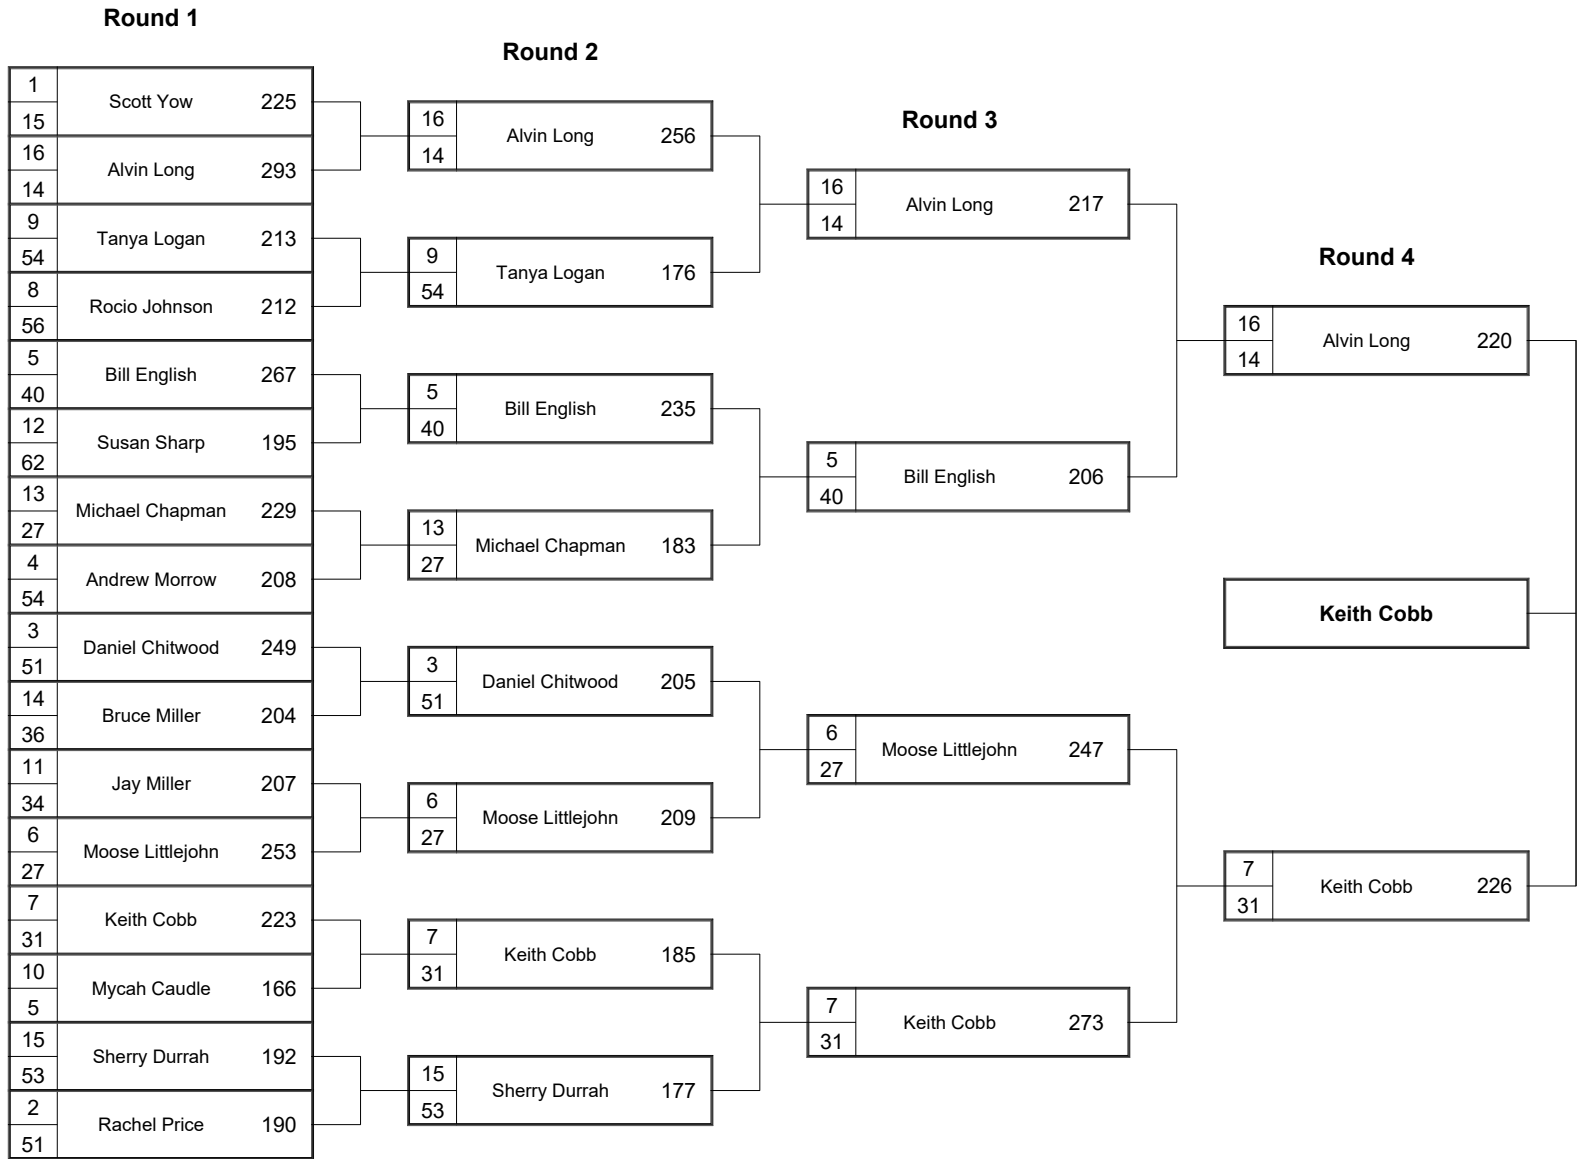 Round 1
1
15
Scott Yow 225
16
14
Alvin Long 293
9
54
Tanya Logan 213
8
56
Rocio Johnson 212
5
40
Bill English 267
12
62
Susan Sharp 195
13
27
Michael Chapman 229
4
54
Andrew Morrow 208
3
51
Daniel Chitwood 249
14
36
Bruce Miller 204
11
34
Jay Miller 207
6
27
Moose Littlejohn 253
7
31
Keith Cobb 223
10
5
Mycah Caudle 166
15
53
Sherry Durrah 192
2
51
Rachel Price 190
Round 2
16
14
Alvin Long 256
9
54
Tanya Logan 176
5
40
Bill English 235
13
27
Michael Chapman 183
3
51
Daniel Chitwood 205
6
27
Moose Littlejohn 209
7
31
Keith Cobb 185
15
53
Sherry Durrah 177
Round 3
16
14
Alvin Long 217
5
40
Bill English 206
6
27
Moose Littlejohn 247
7
31
Keith Cobb 273
Round 4
16
14
Alvin Long 220
7
31
Keith Cobb 226
Keith Cobb